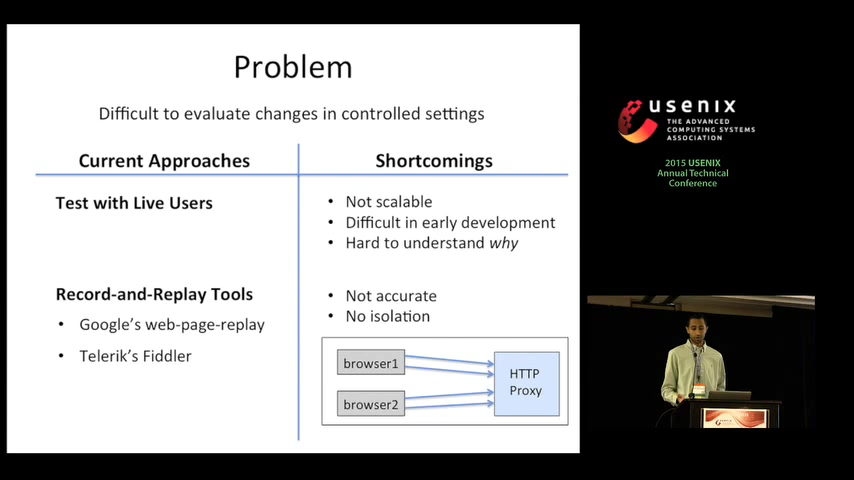 Problem
Difficult to evaluate changes in controlled settings
Current Approaches
Shortcomings
Test with Live Users
• Not scalable
• Difficult in early development
• Hard to understand why
Record-and-Replay Tools
• Google's web-page-replay
• Telerik's Fiddler
• Not accurate
• No isolation
browser1
browser2
HTTP
Proxy
usenix
THE ADVANCED
COMPUTING SYSTEMS
ASSOCIATION
2015 USENIX
Annual Technical
Conference